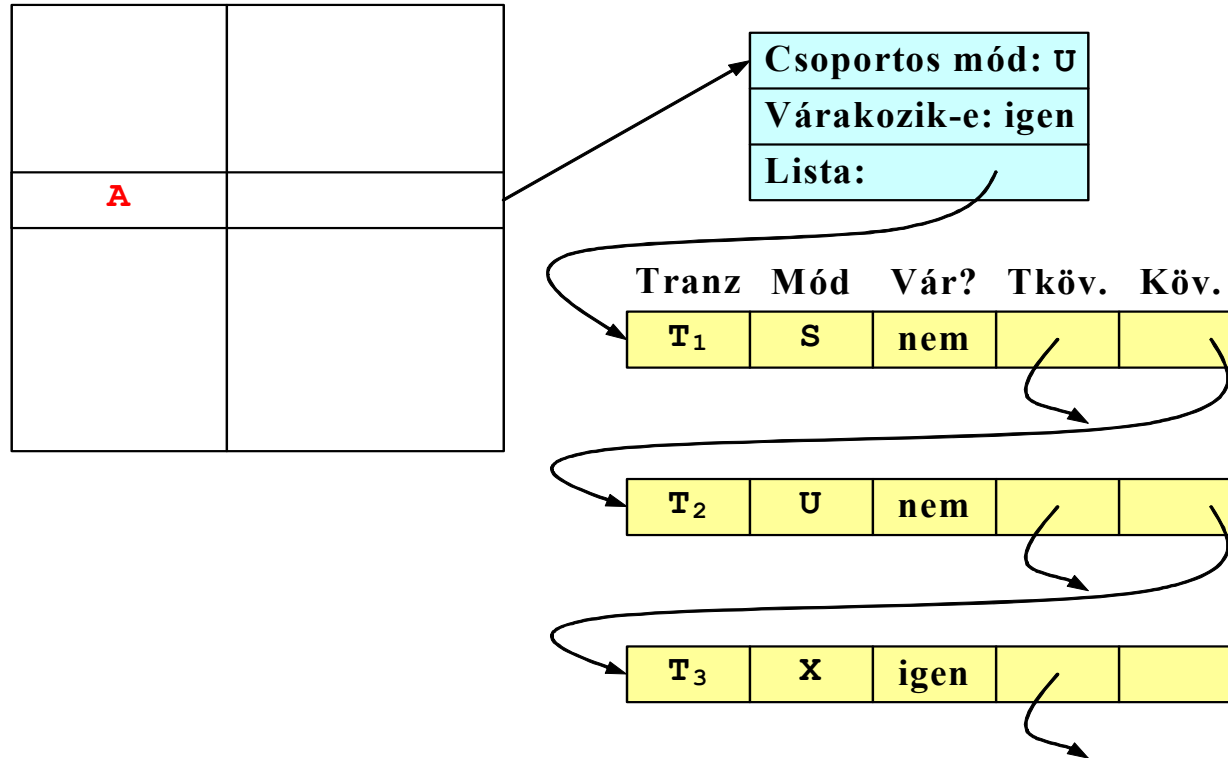 Csoportos mód: U
Várakozik-e: igen
Lista:
A
Tranz Mód Vár? Tköv. Köv.
T₁ S nem
T₂ U nem
T₃ X igen